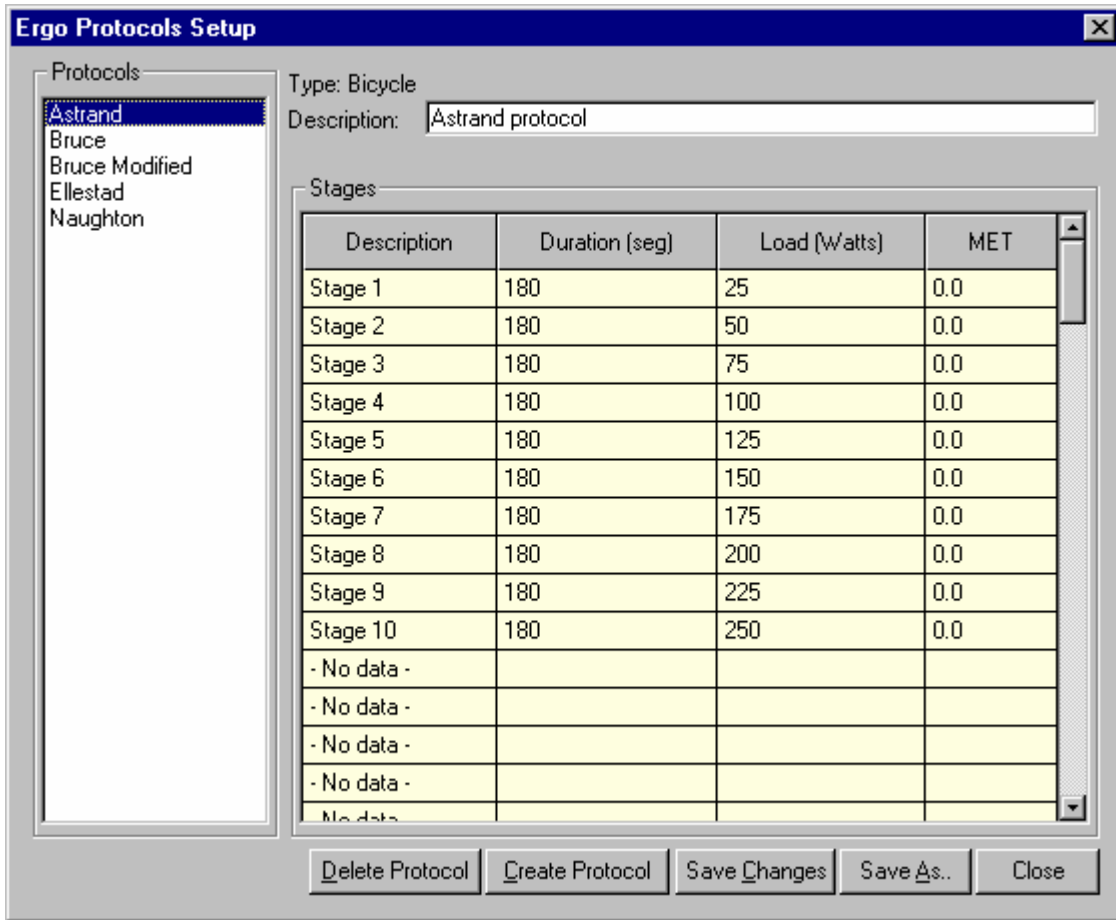 Ergo Protocols Setup
Protocols
Astrand
Bruce
Bruce Modified
Ellestad
Naughton
Type: Bicycle
Description: Astrand protocol
Stages
Description Duration (seg) Load (Watts) MET
Stage 1 180 25 0.0
Stage 2 180 50 0.0
Stage 3 180 75 0.0
Stage 4 180 100 0.0
Stage 5 180 125 0.0
Stage 6 180 150 0.0
Stage 7 180 175 0.0
Stage 8 180 200 0.0
Stage 9 180 225 0.0
Stage 10 180 250 0.0
- No data -
- No data -
- No data -
- No data -
- No data -
Delete Protocol Create Protocol Save Changes Save As.. Close